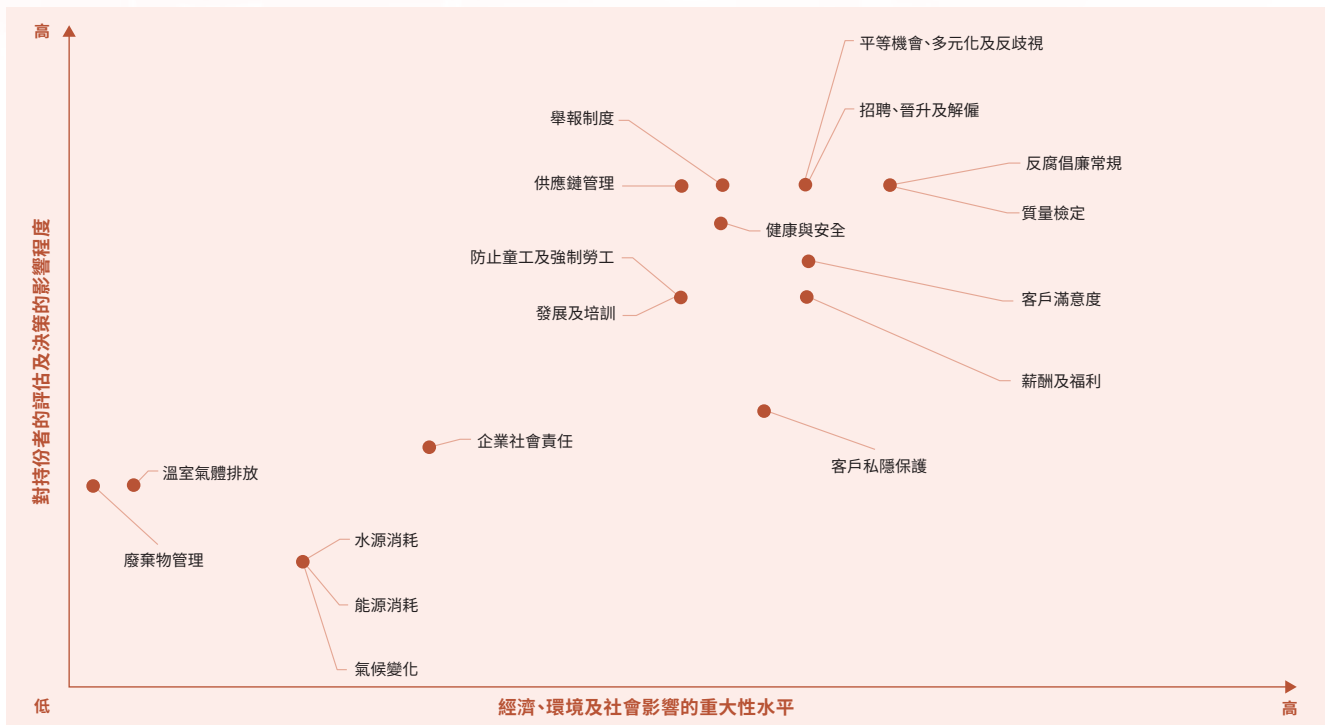 高
平等機會、多元化及反歧視
招聘、晉升及解僱
舉報制度
反腐倡廉常規
供應鏈管理
質量檢定
健康與安全
防止童工及強制勞工
客戶滿意度
發展及培訓
薪酬及福利
對持份者的評估及決策的影響程度
企業社會責任
客戶私隱保護
溫室氣體排放
水源消耗
廢棄物管理
能源消耗
氣候變化
低
經濟、環境及社會影響的重大性水平
高